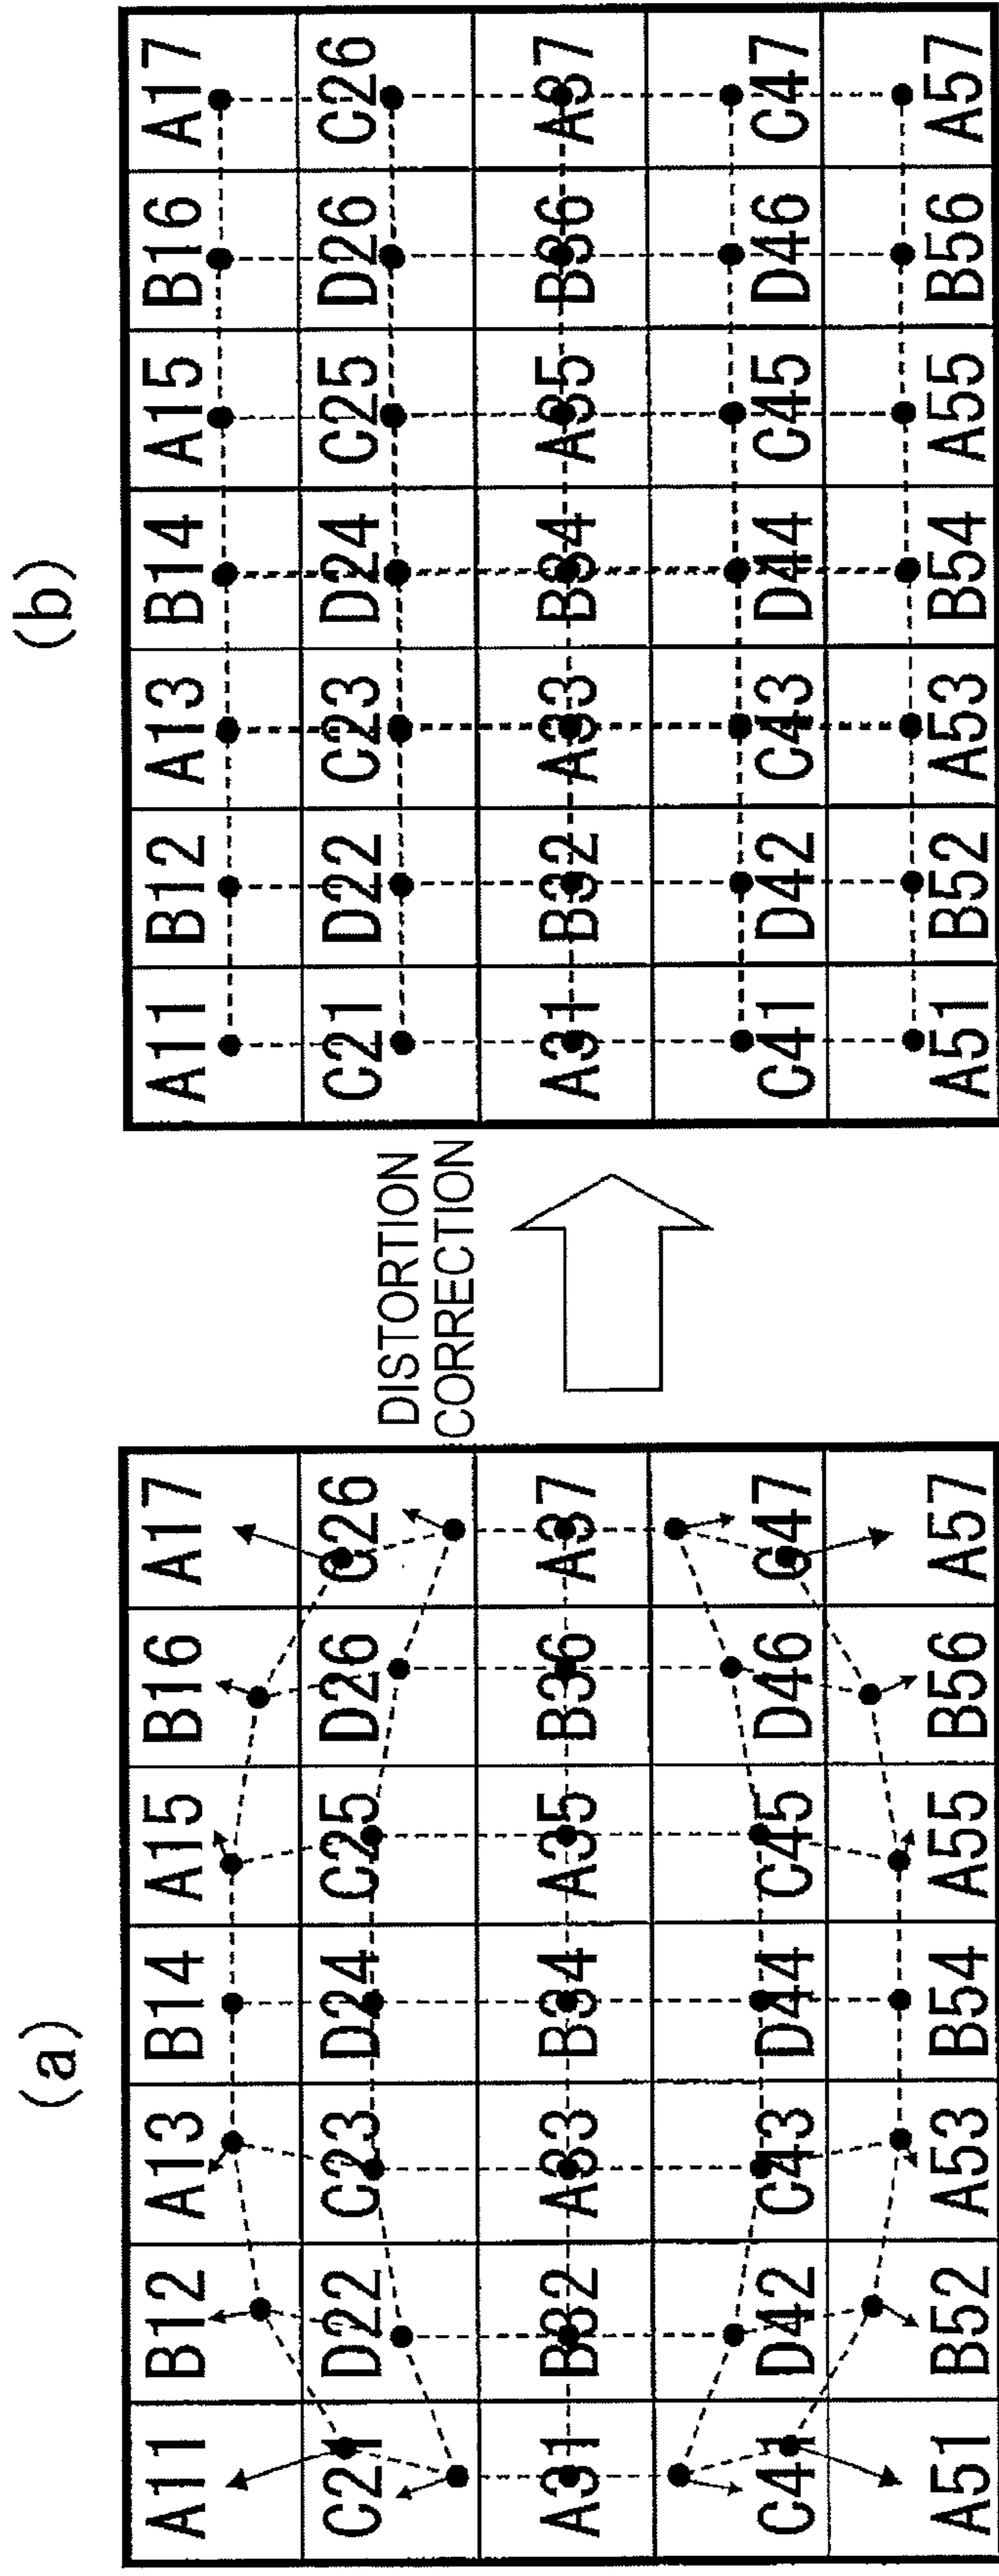 (a)
A11 B12 A13 B14 A15 B16 A17
C21 D22 C23 D24 C25 D26 C26
A31 B32 A33 B34 A35 B36 A37
C41 D42 C43 D44 C45 D46 C47
A51 B52 A53 B54 A55 B56 A57
DISTORTION
CORRECTION
(b)
A11 B12 A13 B14 A15 B16 A17
C21 D22 C23 D24 C25 D26 C26
A31 B32 A33 B34 A35 B36 A37
C41 D42 C43 D44 C45 D46 C47
A51 B52 A53 B54 A55 B56 A57